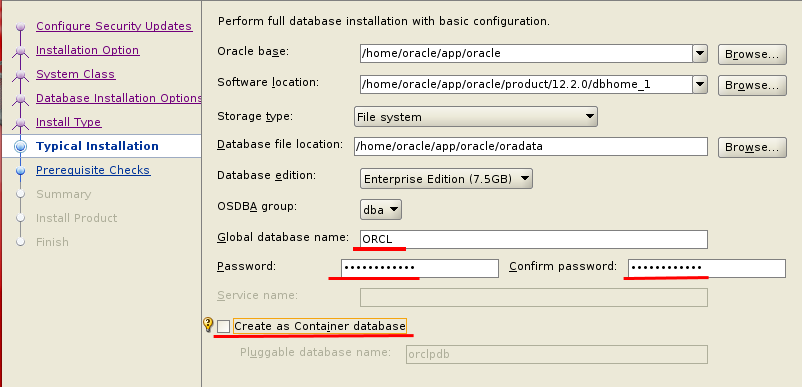 Perform full database installation with basic configuration.
Configure Security Updates
Installation Option
System Class
Database Installation Options
Install Type
Typical Installation
Prerequisite Checks
Summary
Install Product
Finish
Oracle base: /home/oracle/app/oracle Browse...
Software location: /home/oracle/app/oracle/product/12.2.0/dbhome_1 Browse...
Storage type: File system
Database file location: /home/oracle/app/oracle/oradata Browse...
Database edition: Enterprise Edition (7.5GB)
OSDBA group: dba
Global database name: ORCL
Password: •••••••••••• Confirm password: ••••••••••••
Service name:
Create as Container database
Pluggable database name: orclpdb